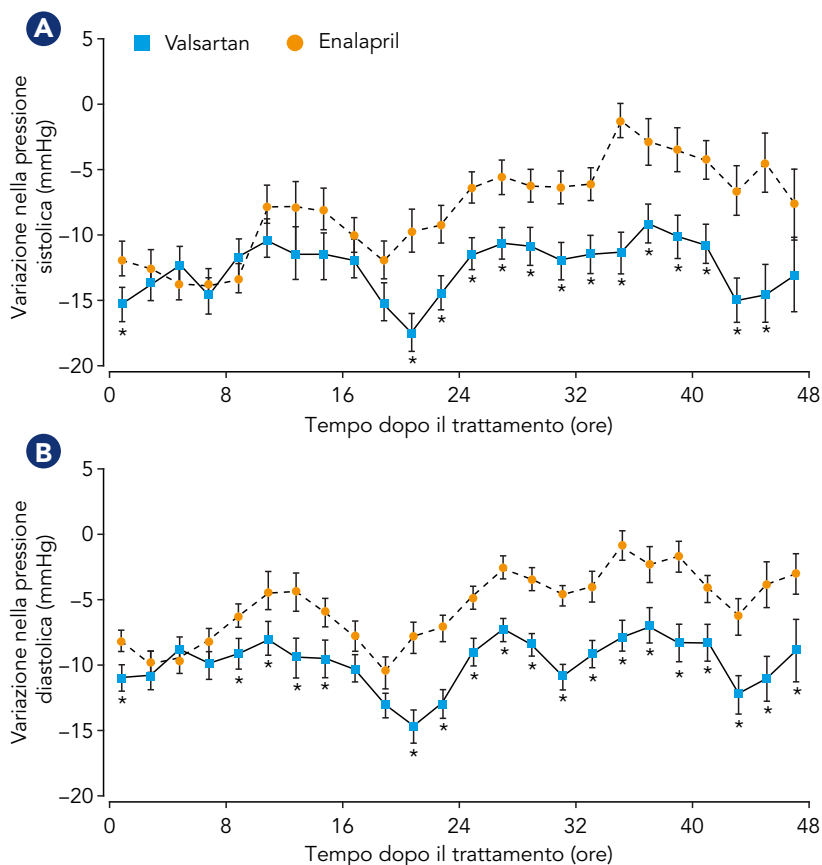 A
Valsartan Enalapril
5
0
−5
−10
−15
−20
Variazione nella pressione
sistolica (mmHg)
* * * * * * * * * * * * * *
0 8 16 24 32 40 48
Tempo dopo il trattamento (ore)
B
5
0
−5
−10
−15
−20
Variazione nella pressione
diastolica (mmHg)
* * * * * * * * * * * * * * * * * * *
0 8 16 24 32 40 48
Tempo dopo il trattamento (ore)